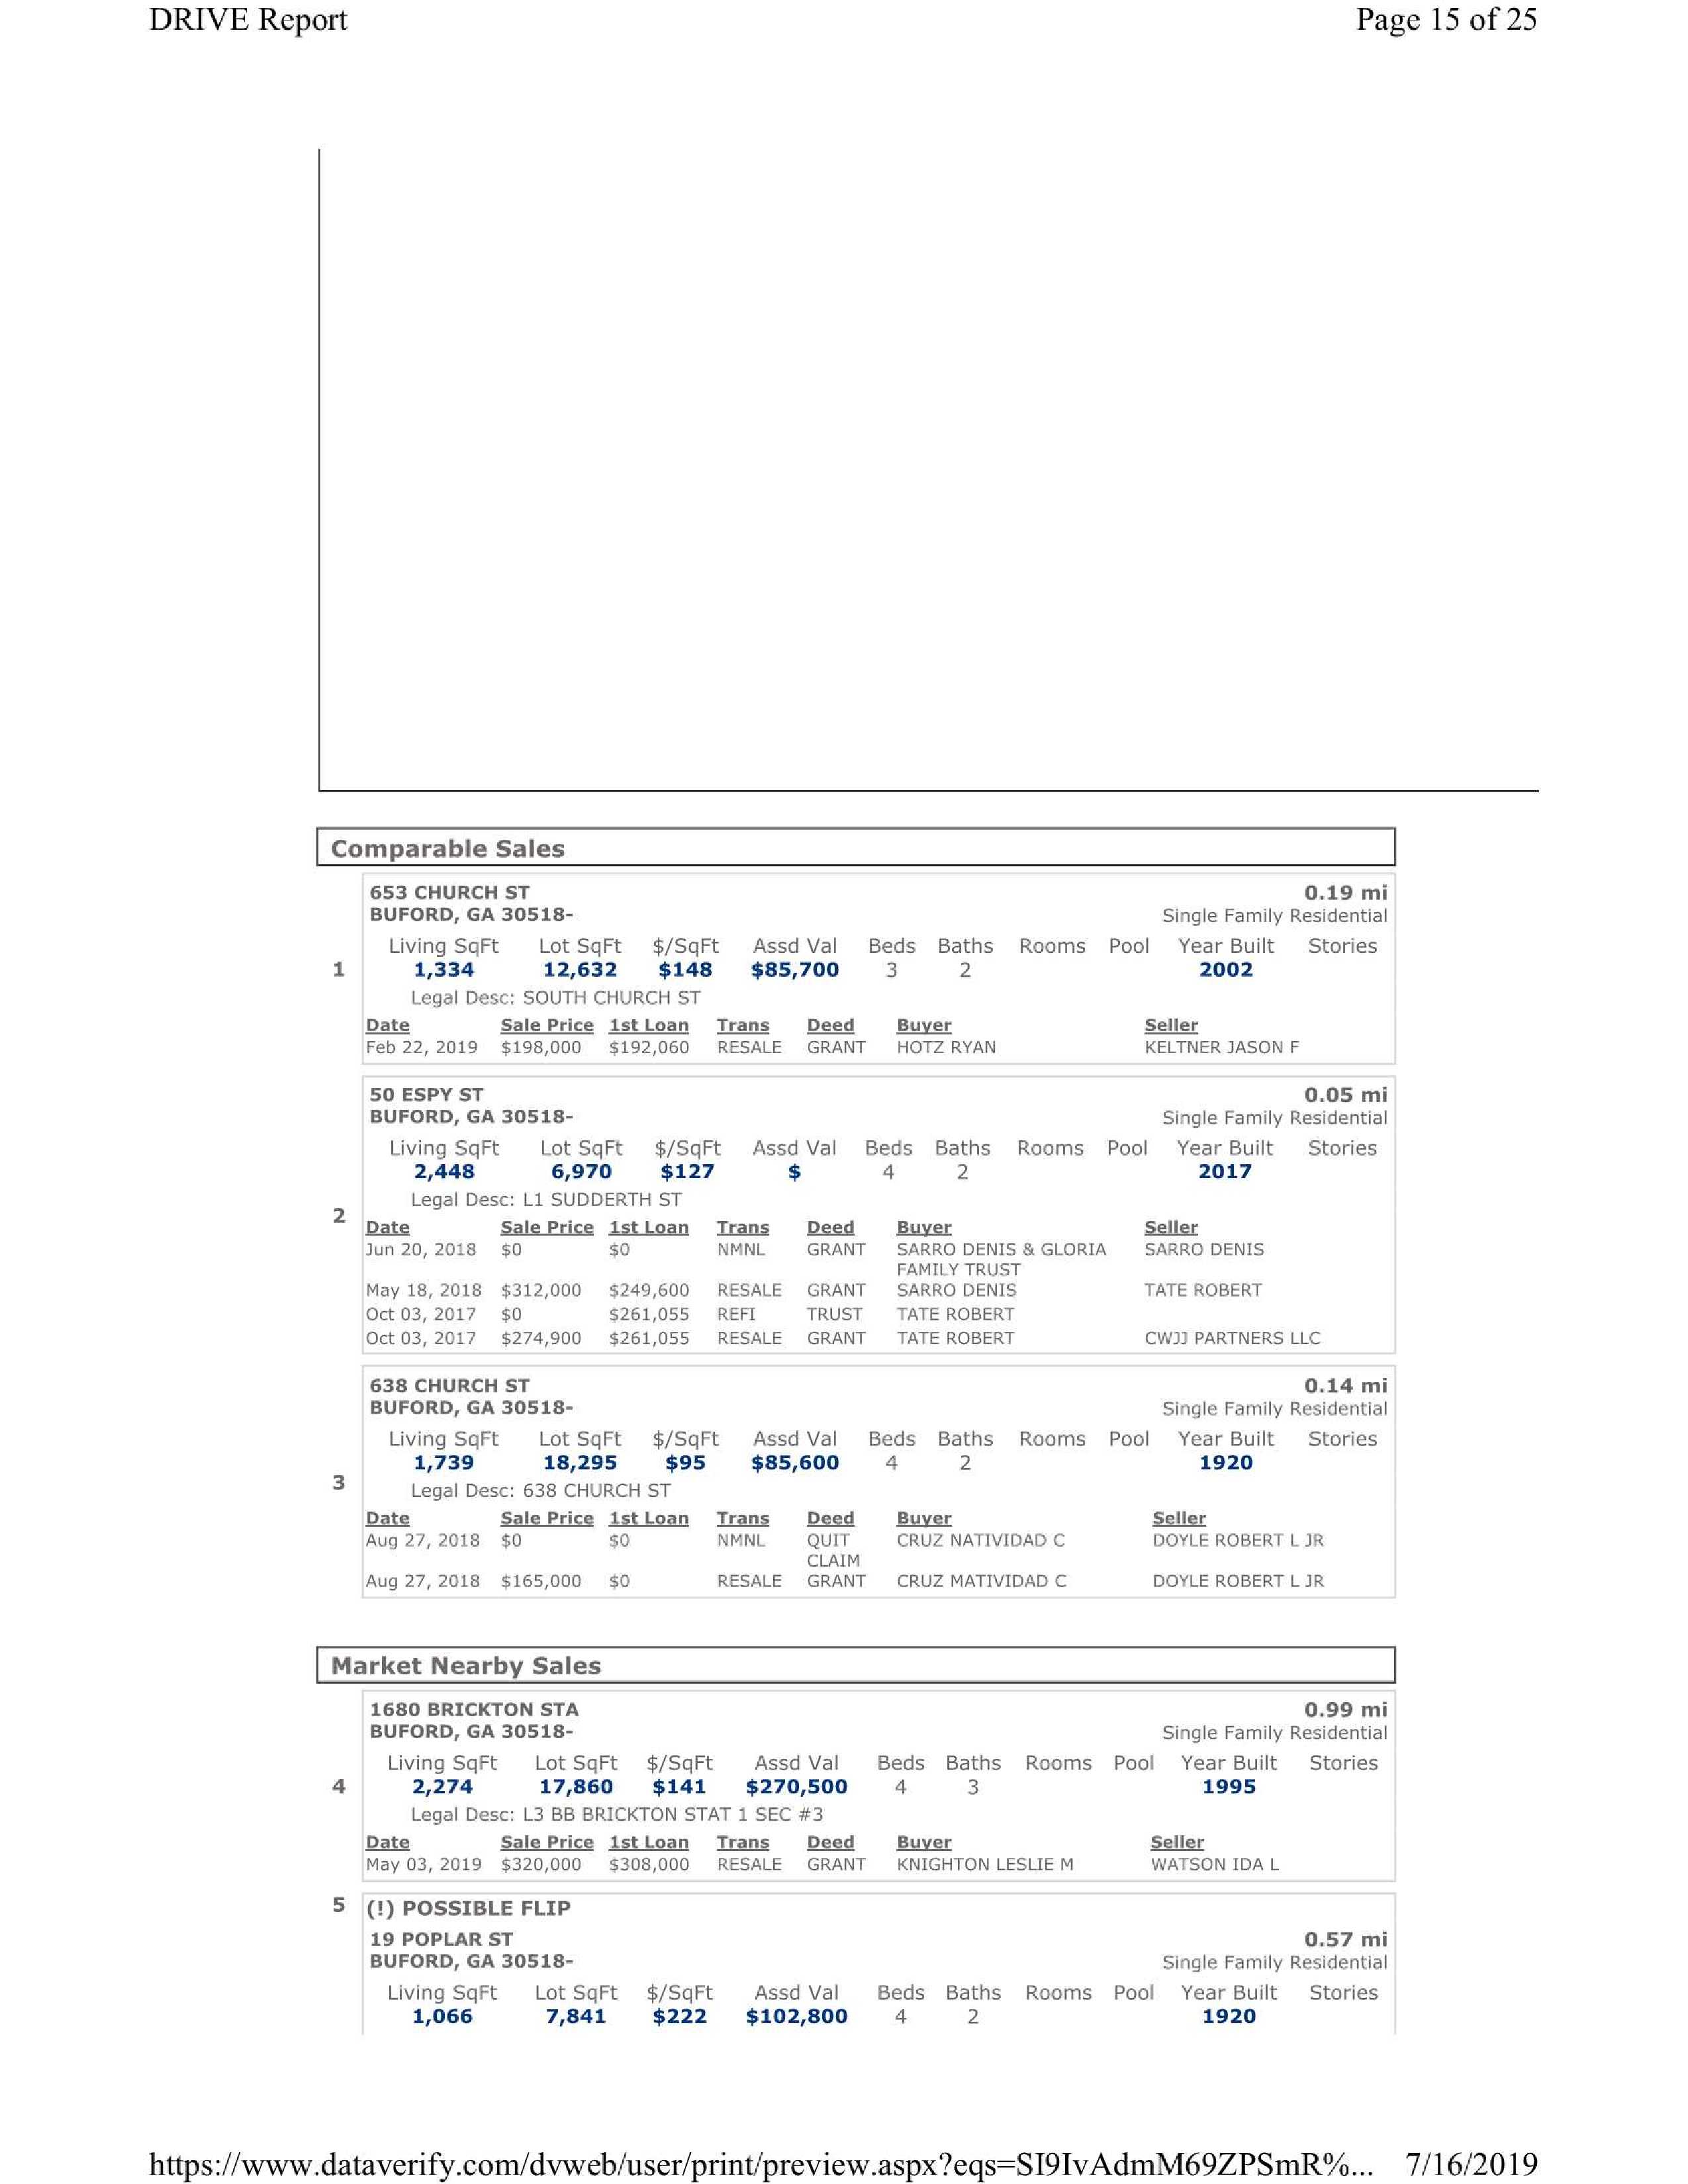 DRIVE Report Page 15 of 25
Comparable Sales
653 CHURCH ST 0.19 mi
BUFORD, GA 30518- Single Family Residential
Living SqFt Lot SqFt $/SqFt Assd Val Beds Baths Rooms Pool Year Built Stories
1 1,334 12,632 $148 $85,700 3 2 2002
Legal Desc: SOUTH CHURCH ST
Date Sale Price 1st Loan Trans Deed Buyer Seller
Feb 22, 2019 $198,000 $192,060 RESALE GRANT HOTZ RYAN KELTNER JASON F
50 ESPY ST 0.05 mi
BUFORD, GA 30518- Single Family Residential
Living SqFt Lot SqFt $/SqFt Assd Val Beds Baths Rooms Pool Year Built Stories
2,448 6,970 $127 $ 4 2 2017
Legal Desc: L1 SUDDERTH ST
2
Date Sale Price 1st Loan Trans Deed Buyer Seller
Jun 20, 2018 $0 $0 NMNL GRANT SARRO DENIS & GLORIA SARRO DENIS
FAMILY TRUST
May 18, 2018 $312,000 $249,600 RESALE GRANT SARRO DENIS TATE ROBERT
Oct 03, 2017 $0 $261,055 REFI TRUST TATE ROBERT
Oct 03, 2017 $274,900 $261,055 RESALE GRANT TATE ROBERT CWJJ PARTNERS LLC
638 CHURCH ST 0.14 mi
BUFORD, GA 30518- Single Family Residential
Living SqFt Lot SqFt $/SqFt Assd Val Beds Baths Rooms Pool Year Built Stories
1,739 18,295 $95 $85,600 4 2 1920
3 Legal Desc: 638 CHURCH ST
Date Sale Price 1st Loan Trans Deed Buyer Seller
Aug 27, 2018 $0 $0 NMNL QUIT CRUZ NATIVIDAD C DOYLE ROBERT L JR
CLAIM
Aug 27, 2018 $165,000 $0 RESALE GRANT CRUZ MATIVIDAD C DOYLE ROBERT L JR
Market Nearby Sales
1680 BRICKTON STA 0.99 mi
BUFORD, GA 30518- Single Family Residential
Living SqFt Lot SqFt $/SqFt Assd Val Beds Baths Rooms Pool Year Built Stories
4 2,274 17,860 $141 $270,500 4 3 1995
Legal Desc: L3 BB BRICKTON STAT 1 SEC #3
Date Sale Price 1st Loan Trans Deed Buyer Seller
May 03, 2019 $320,000 $308,000 RESALE GRANT KNIGHTON LESLIE M WATSON IDA L
5 (!) POSSIBLE FLIP
19 POPLAR ST 0.57 mi
BUFORD, GA 30518- Single Family Residential
Living SqFt Lot SqFt $/SqFt Assd Val Beds Baths Rooms Pool Year Built Stories
1,066 7,841 $222 $102,800 4 2 1920
https://www.dataverify.com/dvweb/user/print/preview.aspx?eqs=SI9IvAdmM69ZPSmR%... 7/16/2019